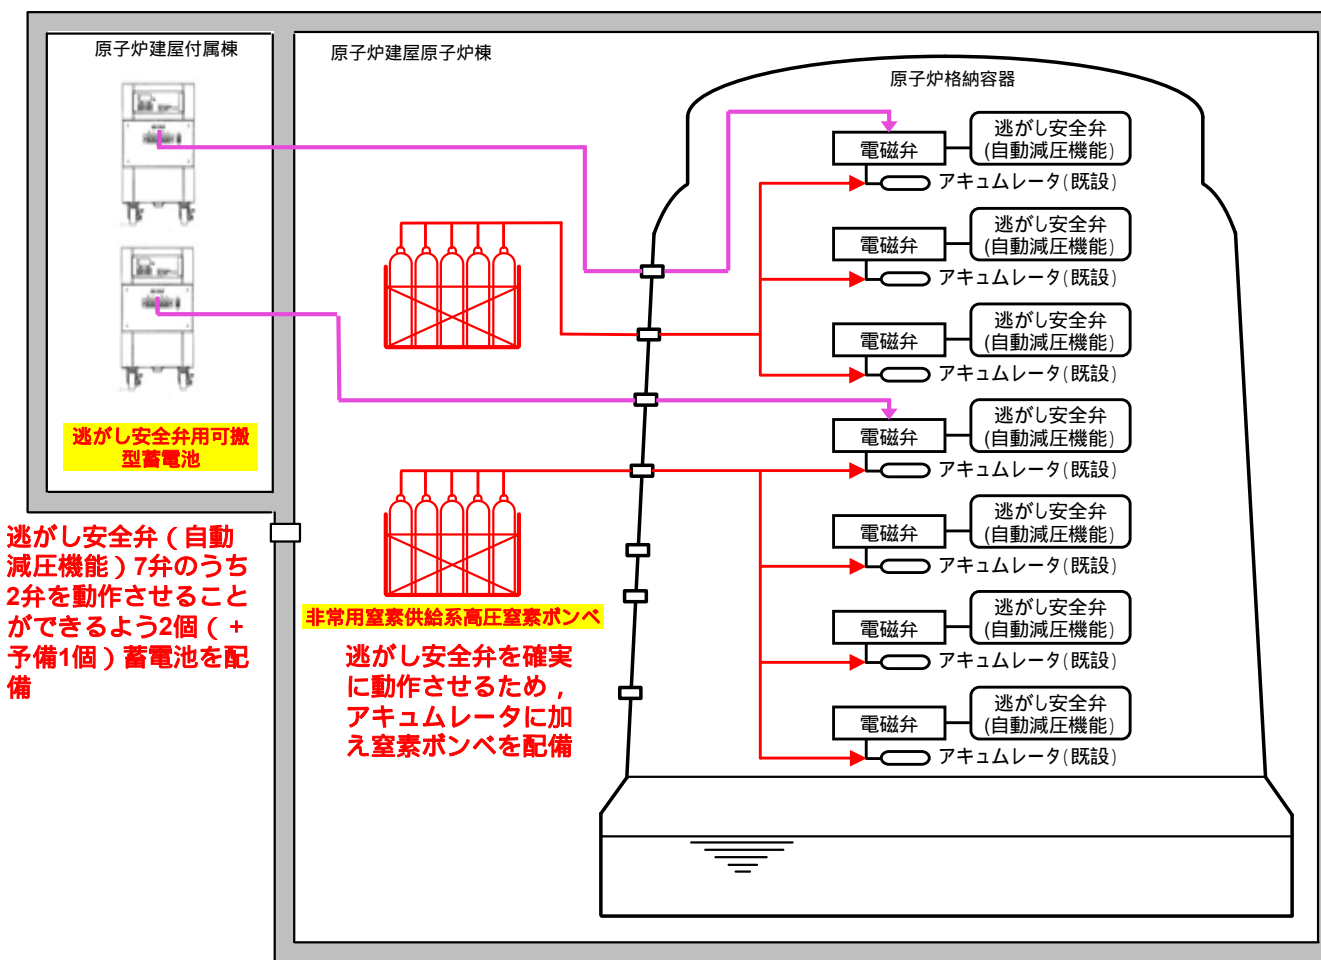 原子炉建屋付属棟
原子炉建屋原子炉棟
原子炉格納容器
電磁弁
逃がし安全弁
(自動減圧機能)
アキュムレータ(既設)
電磁弁
逃がし安全弁
(自動減圧機能)
アキュムレータ(既設)
電磁弁
逃がし安全弁
(自動減圧機能)
アキュムレータ(既設)
電磁弁
逃がし安全弁
(自動減圧機能)
アキュムレータ(既設)
電磁弁
逃がし安全弁
(自動減圧機能)
アキュムレータ(既設)
電磁弁
逃がし安全弁
(自動減圧機能)
アキュムレータ(既設)
電磁弁
逃がし安全弁
(自動減圧機能)
アキュムレータ(既設)
逃がし安全弁用可搬
型蓄電池
逃がし安全弁（自動
減圧機能）7弁のうち
2弁を動作させること
ができるよう2個（+
予備1個）蓄電池を配
備
非常用窒素供給系高圧窒素ボンベ
逃がし安全弁を確実
に動作させるため，
アキュムレータに加
え窒素ボンベを配備